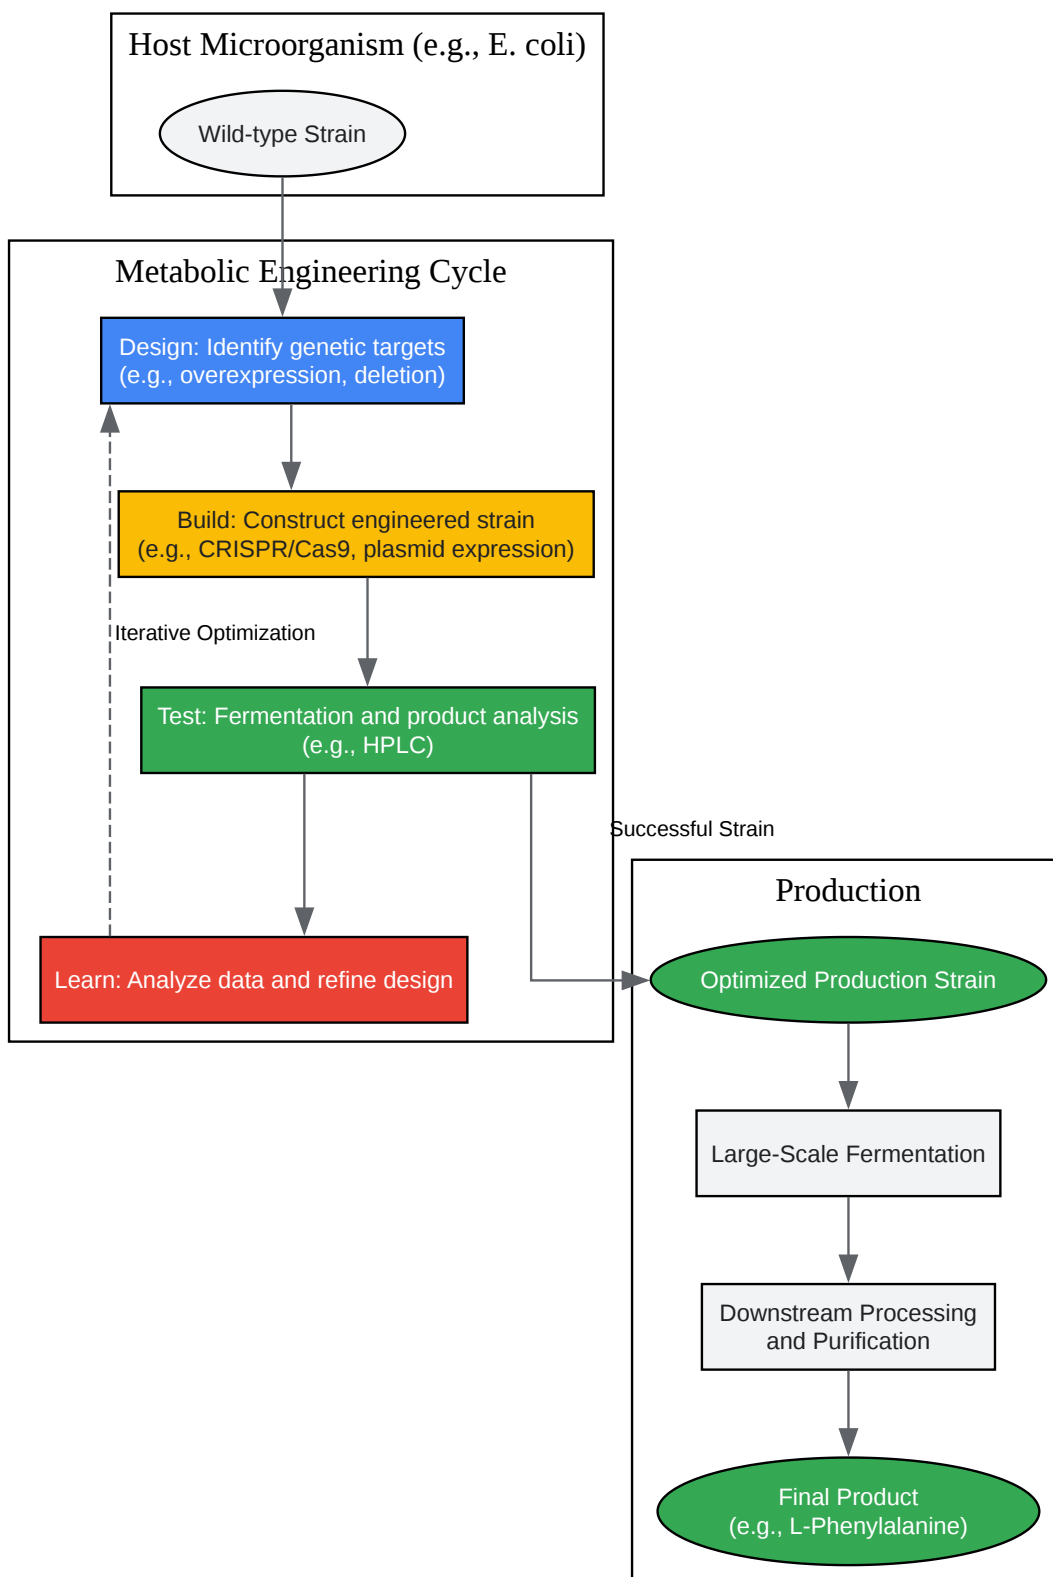 Host Microorganism (e.g., E. coli)
Wild-type Strain
Metabolic Engineering Cycle
Design: Identify genetic targets
(e.g., overexpression, deletion)
Build: Construct engineered strain
(e.g., CRISPR/Cas9, plasmid expression)
Iterative Optimization
Test: Fermentation and product analysis
(e.g., HPLC)
Successful Strain
Learn: Analyze data and refine design
Production
Optimized Production Strain
Large-Scale Fermentation
Downstream Processing
and Purification
Final Product
(e.g., L-Phenylalanine)